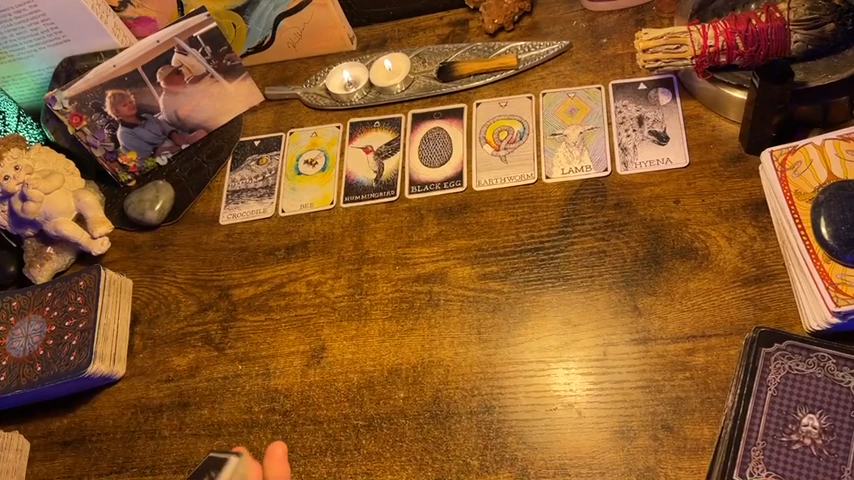 CROCODILE
BEE
HUMMINGBIRD
BLACK EGG
EARTHWORM
LAMB
HYENA